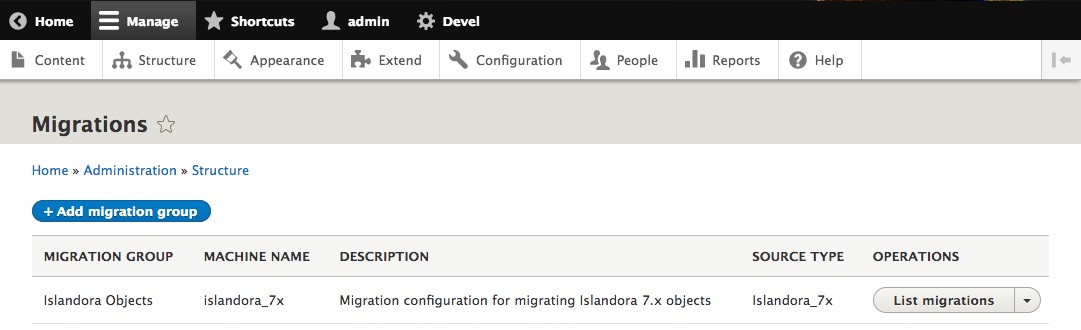 Home Manage Shortcuts admin Devel
Content Structure Appearance Extend Configuration People Reports Help
Migrations
Home » Administration » Structure
+ Add migration group
MIGRATION GROUP MACHINE NAME DESCRIPTION SOURCE TYPE OPERATIONS
Islandora Objects islandora_7x Migration configuration for migrating Islandora 7.x objects Islandora_7x List migrations